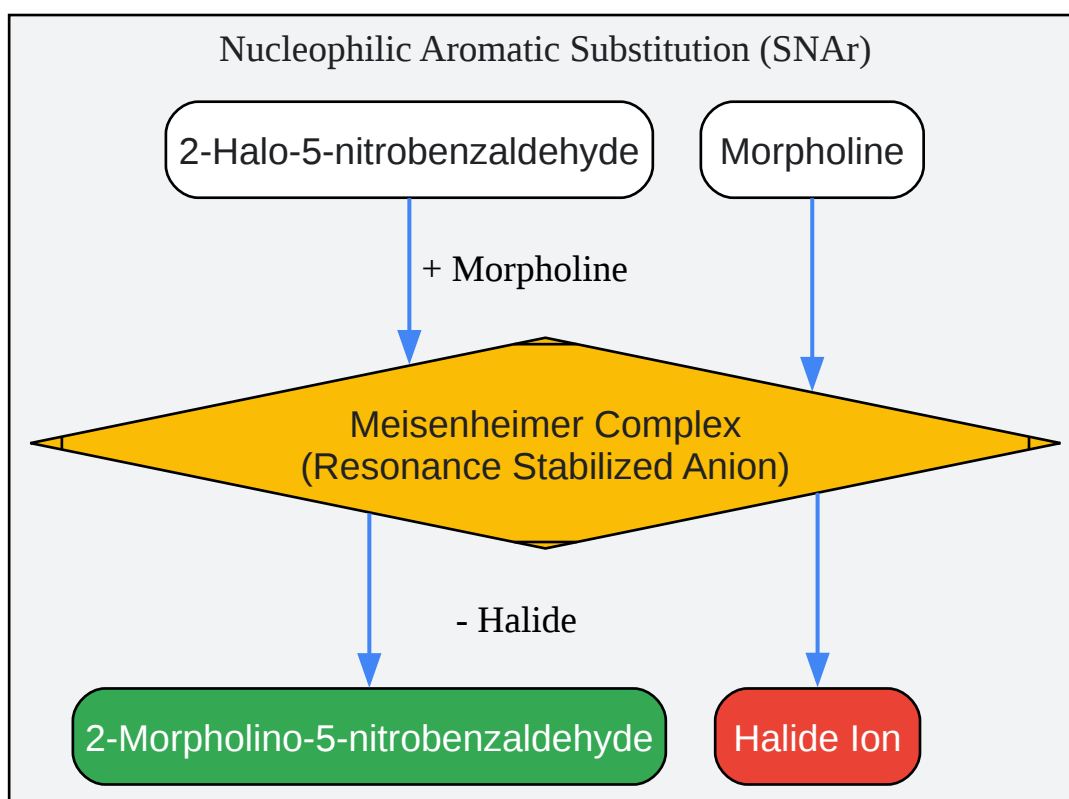 Nucleophilic Aromatic Substitution (SNAr)
2-Halo-5-nitrobenzaldehyde
Morpholine
+ Morpholine
Meisenheimer Complex
(Resonance Stabilized Anion)
- Halide
2-Morpholino-5-nitrobenzaldehyde
Halide Ion